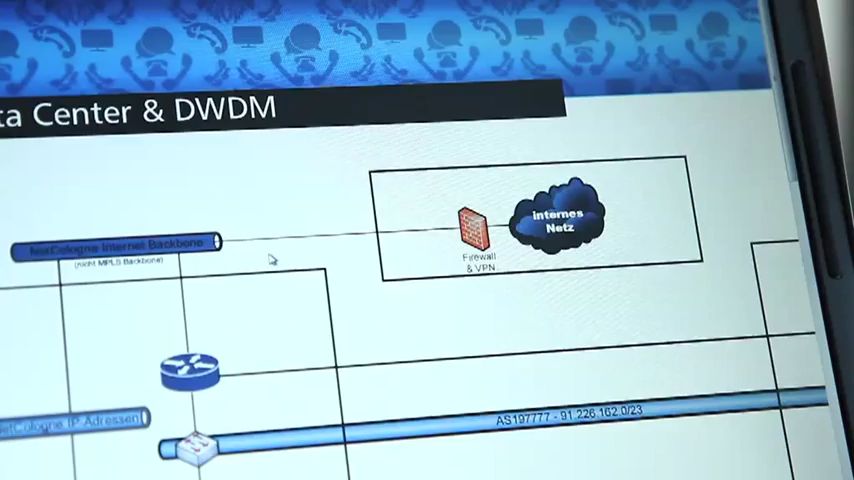 ta Center & DWDM
internes
Netz
NetCologne Internet Backbone
(nicht MPLS Backbone)
Firewall
& VPN
AS197777 - 91.226.162.0/23
etCologne IP-Adressen